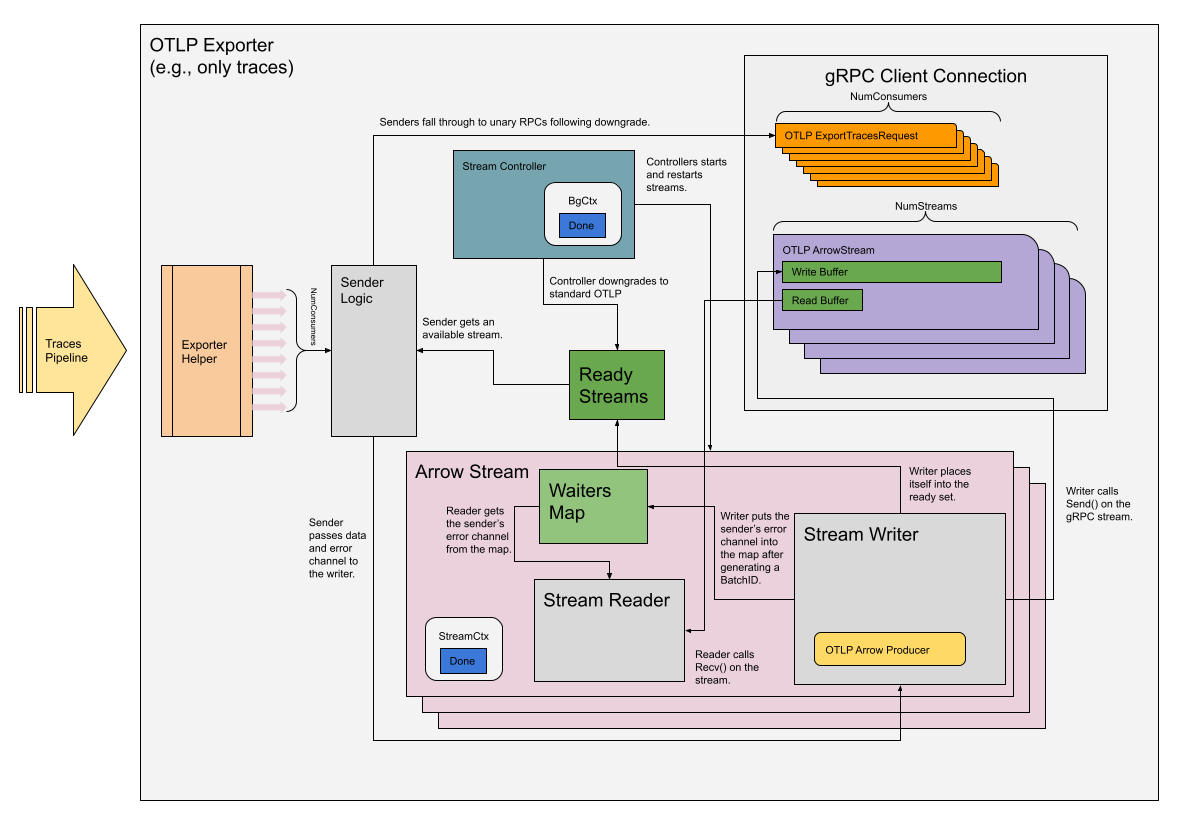 OTLP Exporter
(e.g., only traces)
gRPC Client Connection
NumConsumers
Senders fall through to unary RPCs following downgrade.
OTLP ExportTracesRequest
Stream Controller
Controllers starts
and restarts
streams.
BgCtx
Done
NumStreams
OTLP ArrowStream
Write Buffer
Read Buffer
Controller downgrades to
standard OTLP
Sender
Logic
NumConsumers
Sender gets an
available stream.
Traces
Pipeline
Exporter
Helper
Ready
Streams
Arrow Stream
Waiters
Map
Writer places
itself into the
ready set.
Writer calls
Send() on the
gRPC stream.
Reader gets
the sender's
error channel
from the map.
Writer puts the
sender's error
channel into
the map after
generating a
BatchID.
Stream Writer
Sender
passes data
and error
channel to
the writer.
Stream Reader
StreamCtx
Done
OTLP Arrow Producer
Reader calls
Recv() on the
stream.